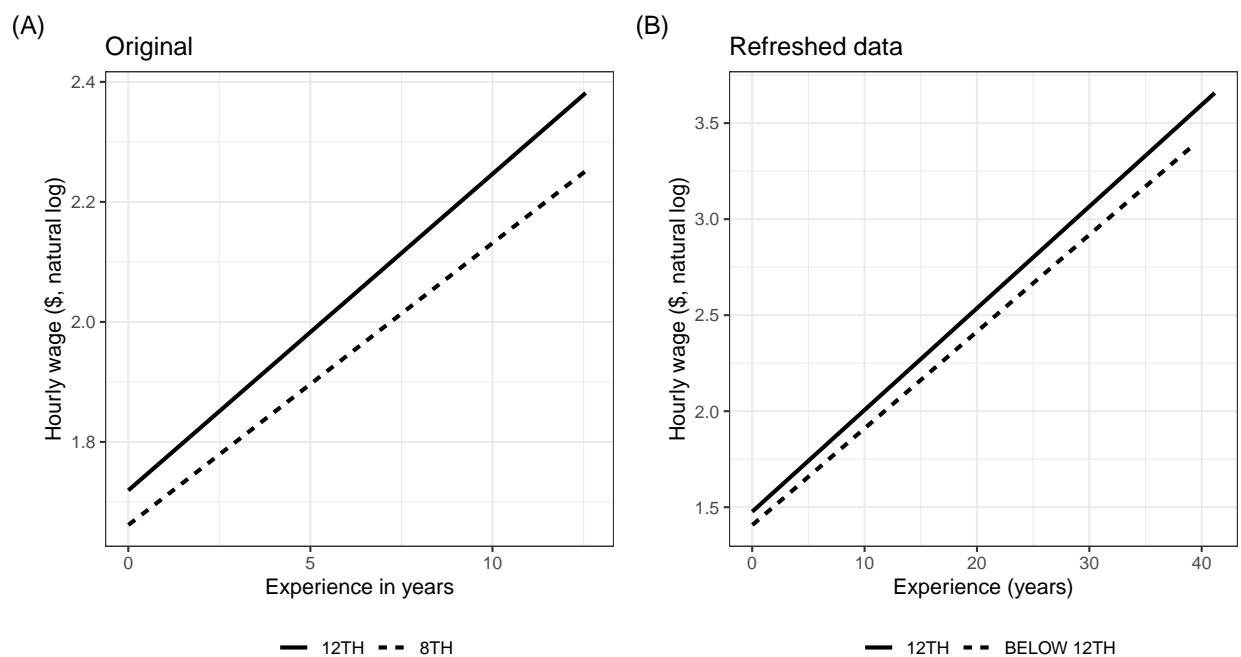 (A)
Original
2.4
2.2
2.0
1.8
Hourly wage ($, natural log)
0 5 10
Experience in years
12TH 8TH
(B)
Refreshed data
3.5
3.0
2.5
2.0
1.5
Hourly wage ($, natural log)
0 10 20 30 40
Experience (years)
12TH BELOW 12TH